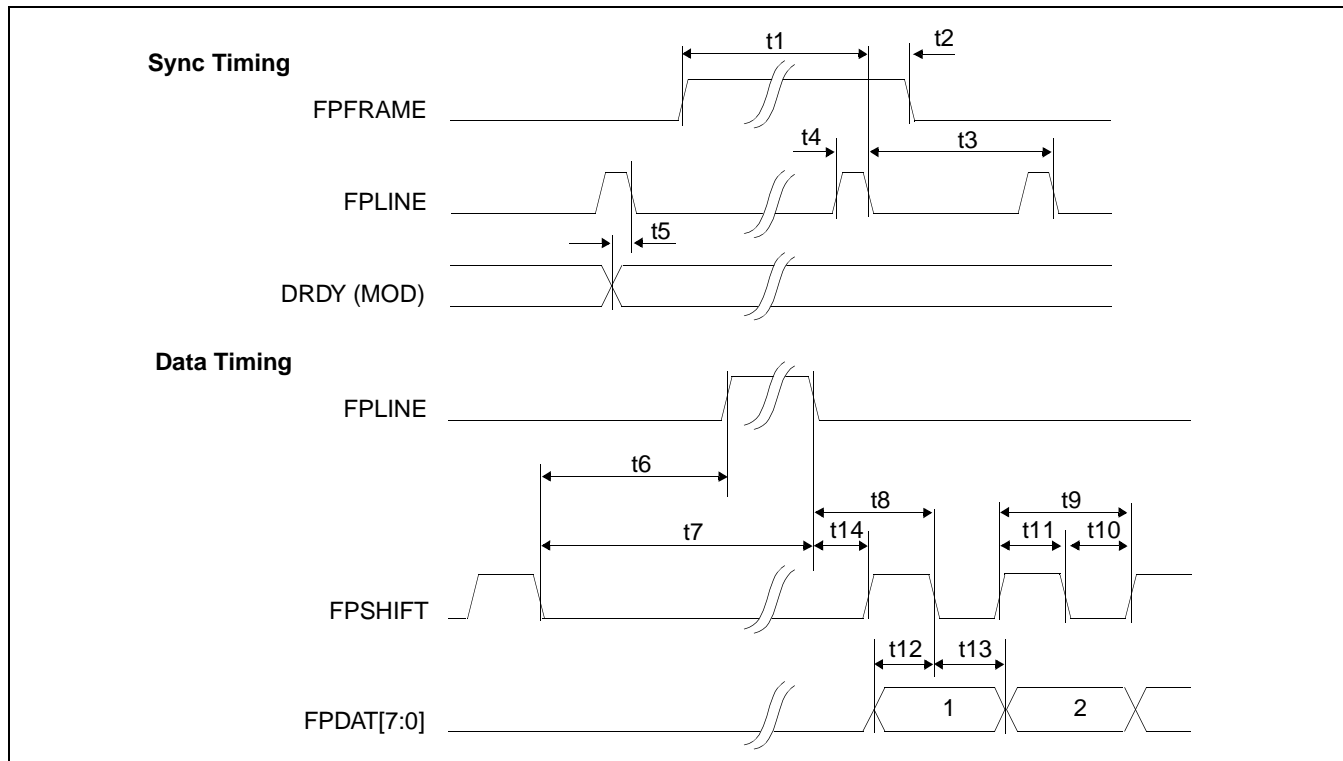 Sync Timing
t1
t2
FPFRAME
t4
t3
FPLINE
t5
DRDY (MOD)
Data Timing
FPLINE
t6
t8
t9
t7
t14
t11
t10
FPSHIFT
t12
t13
FPDAT[7:0]
1
2